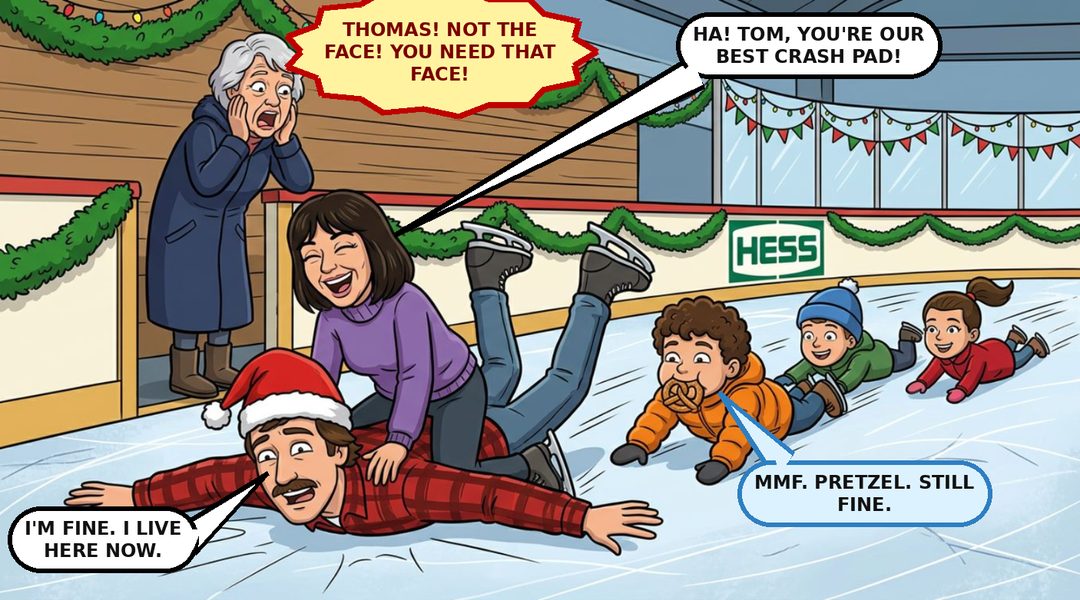 THOMAS! NOT THE
FACE! YOU NEED THAT
FACE!
HA! TOM, YOU'RE OUR
BEST CRASH PAD!
HESS
MMF. PRETZEL. STILL
FINE.
I'M FINE. I LIVE
HERE NOW.